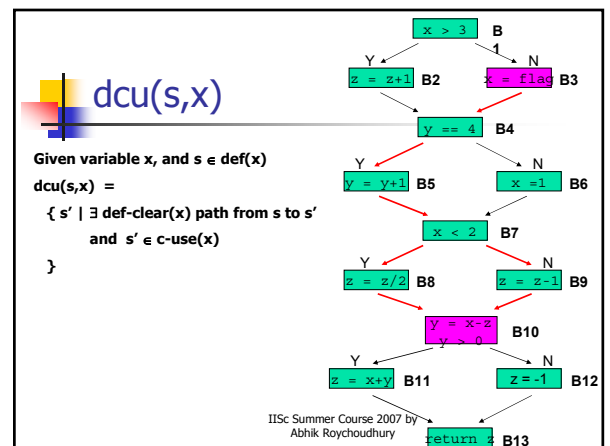 dcu(s,x)
Given variable x, and s ∈ def(x)
dcu(s,x) =
{ s’ | ∃ def-clear(x) path from s to s’
and s’ ∈ c-use(x)
}
x > 3 B
1
Y N
z = z+1 B2 x = flag B3
y == 4 B4
Y N
y = y+1 B5 x =1 B6
x < 2 B7
Y N
z = z/2 B8 z = z-1 B9
y = x-z
y > 0 B10
Y N
z = x+y B11 z = -1 B12
return z B13
IISc Summer Course 2007 by
Abhik Roychoudhury